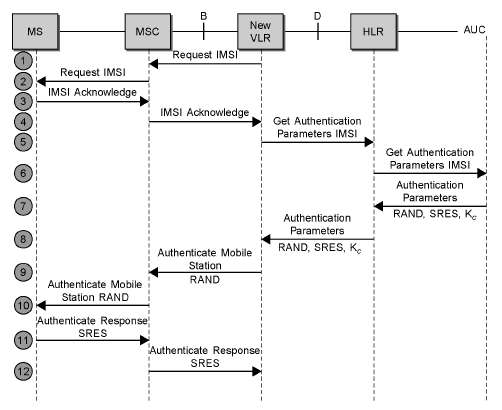 B
D
MS
MSC
New
VLR
HLR
AUC
1
Request IMSI
2
Request IMSI
3
IMSI Acknowledge
4
IMSI Acknowledge
5
Get Authentication
Parameters IMSI
6
Get Authentication
Parameters IMSI
7
Authentication
Parameters
RAND, SRES, Kc
8
Authentication
Parameters
RAND, SRES, Kc
9
Authenticate Mobile
Station
RAND
10
Authenticate Mobile
Station RAND
11
Authenticate Response
SRES
12
Authenticate Response
SRES